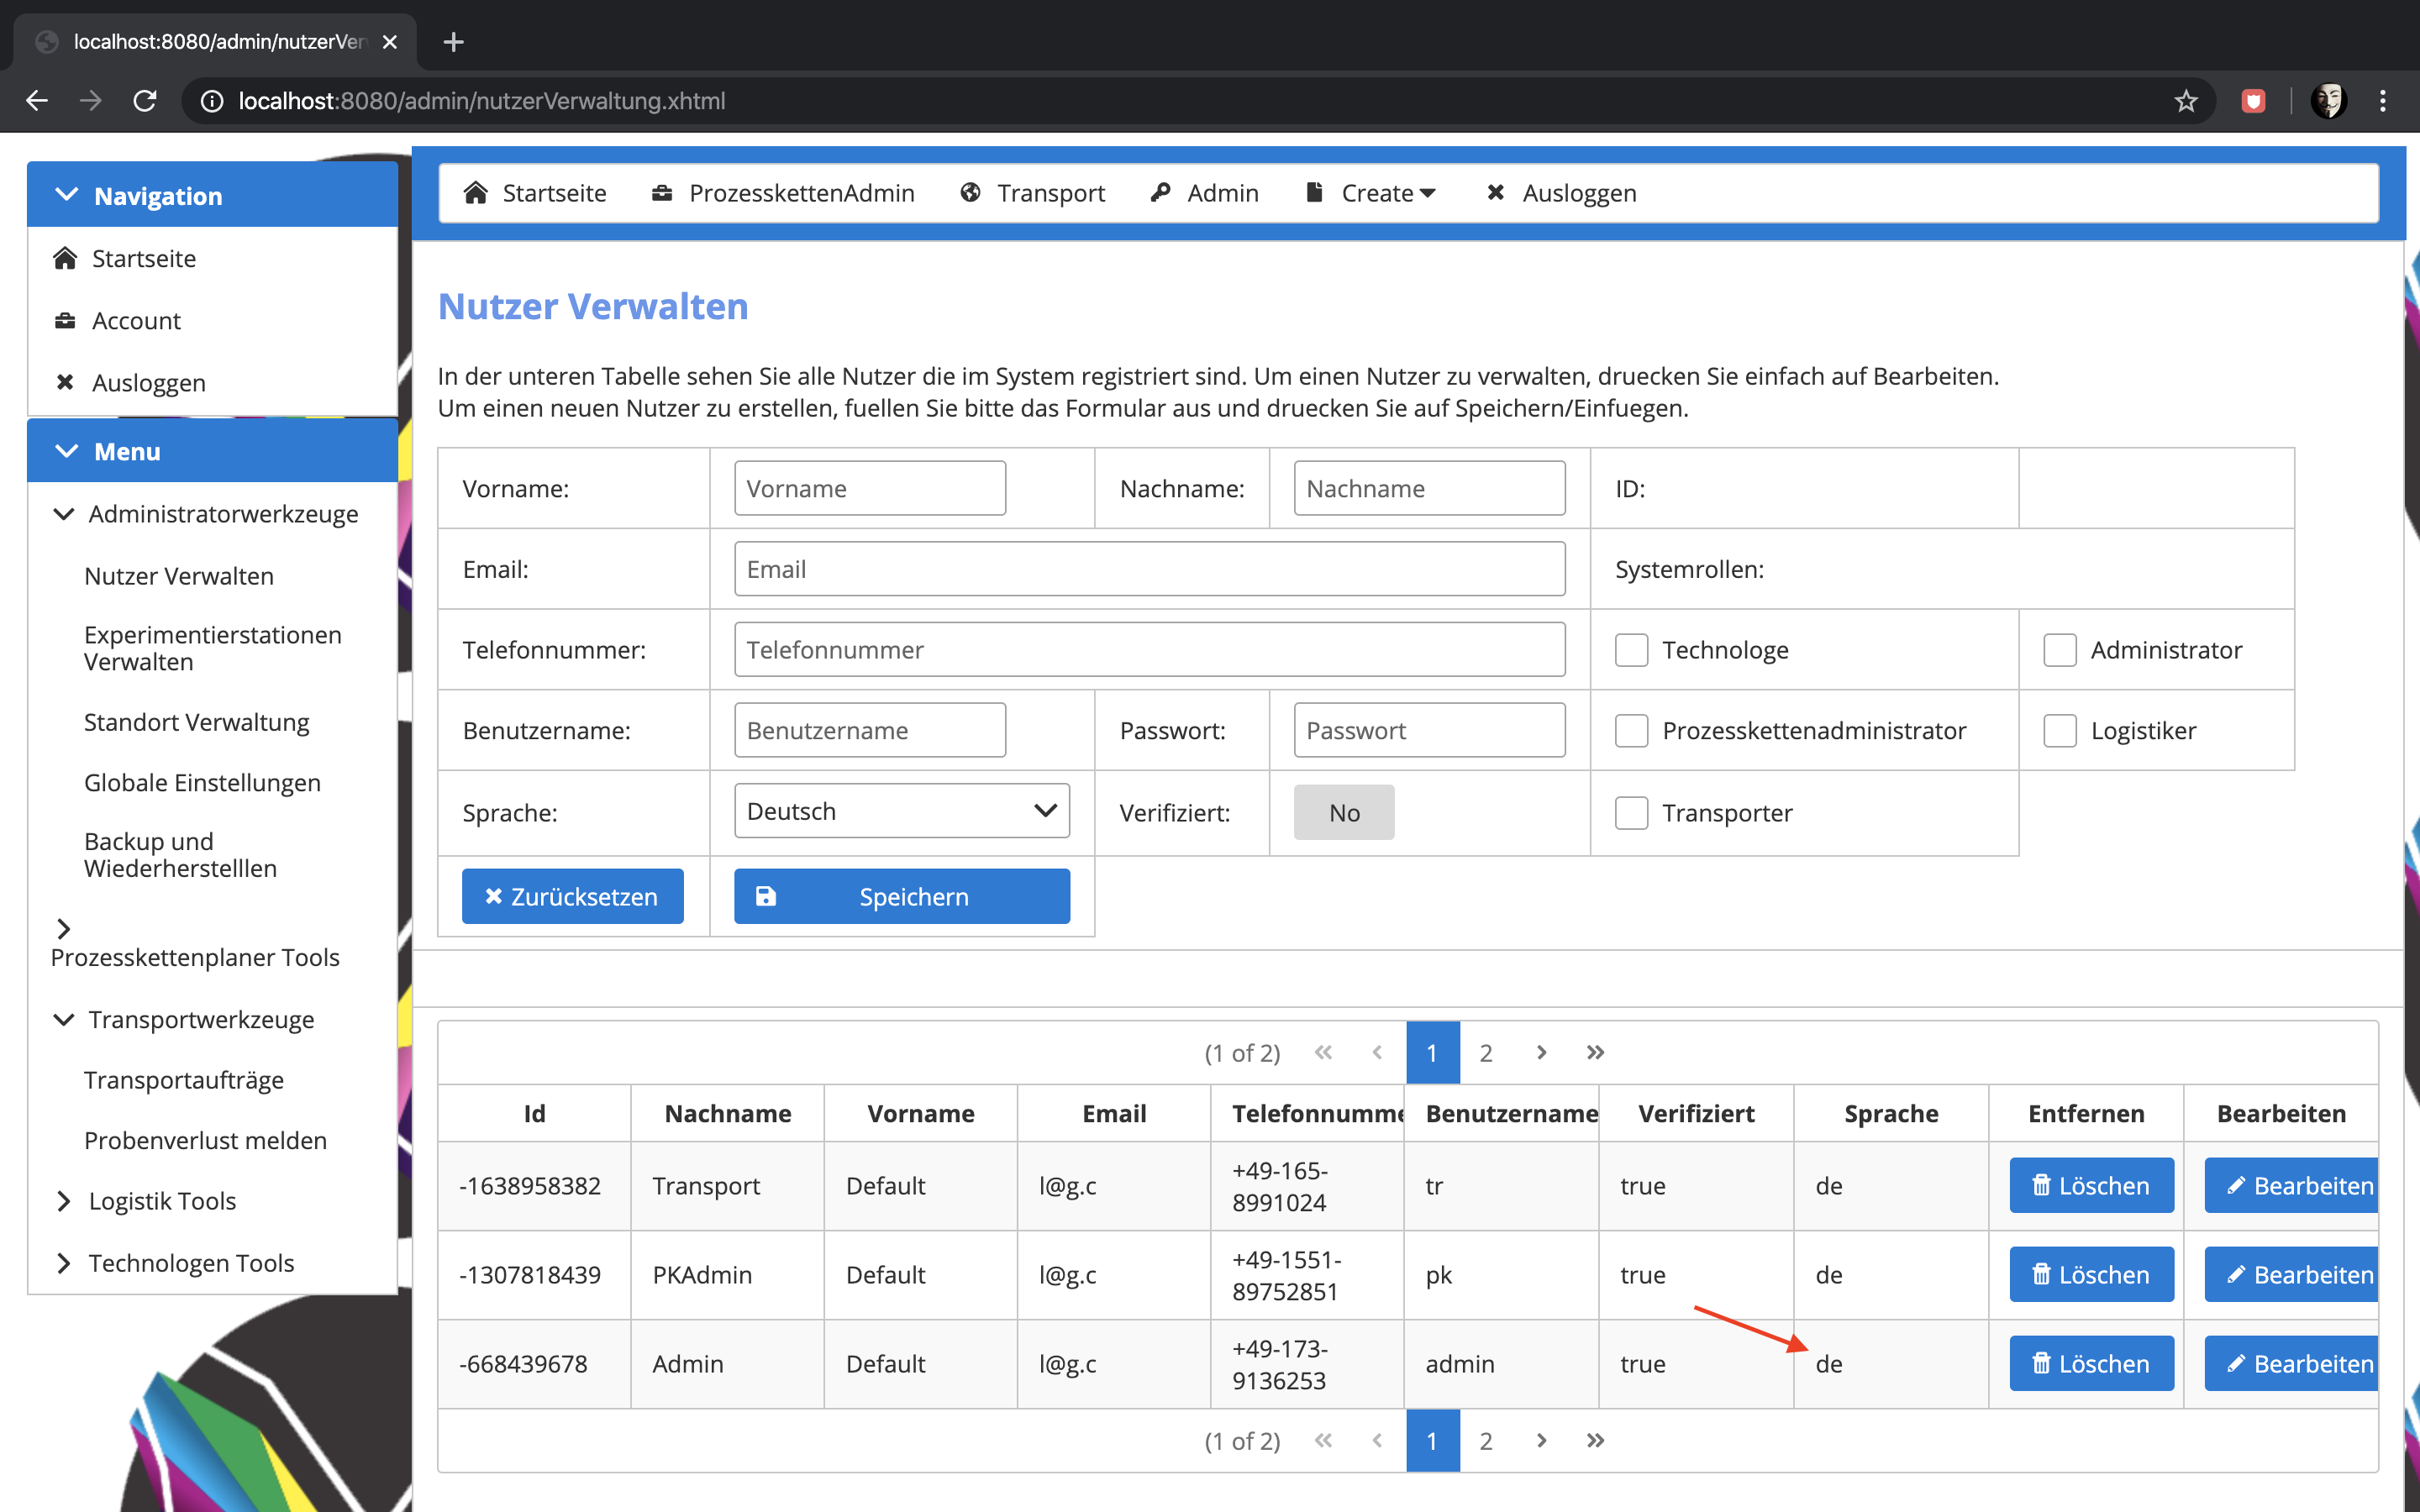 localhost:8080/admin/nutzerVer
localhost:8080/admin/nutzerVerwaltung.xhtml
Navigation
Startseite
Account
Ausloggen
Menu
Administratorwerkzeuge
Nutzer Verwalten
Experimentierstationen
Verwalten
Standort Verwaltung
Globale Einstellungen
Backup und
Wiederherstelllen
Prozesskettenplaner Tools
Transportwerkzeuge
Transportaufträge
Probenverlust melden
Logistik Tools
Technologen Tools
Startseite ProzesskettenAdmin Transport Admin Create Ausloggen
Nutzer Verwalten
In der unteren Tabelle sehen Sie alle Nutzer die im System registriert sind. Um einen Nutzer zu verwalten, druecken Sie einfach auf Bearbeiten.
Um einen neuen Nutzer zu erstellen, fuellen Sie bitte das Formular aus und druecken Sie auf Speichern/Einfuegen.
Vorname: Vorname Nachname: Nachname ID:
Email: Email Systemrollen:
Telefonnummer: Telefonnummer Technologe Administrator
Benutzername: Benutzername Passwort: Passwort Prozesskettenadministrator Logistiker
Sprache: Deutsch Verifiziert: No Transporter
Zurücksetzen Speichern
(1 of 2) 1 2
Id Nachname Vorname Email Telefonnumme Benutzername Verifiziert Sprache Entfernen Bearbeiten
-1638958382 Transport Default l@g.c +49-165- tr true de Löschen Bearbeiten
8991024
-1307818439 PKAdmin Default l@g.c +49-1551- pk true de Löschen Bearbeiten
89752851
-668439678 Admin Default l@g.c +49-173- admin true de Löschen Bearbeiten
9136253
(1 of 2) 1 2